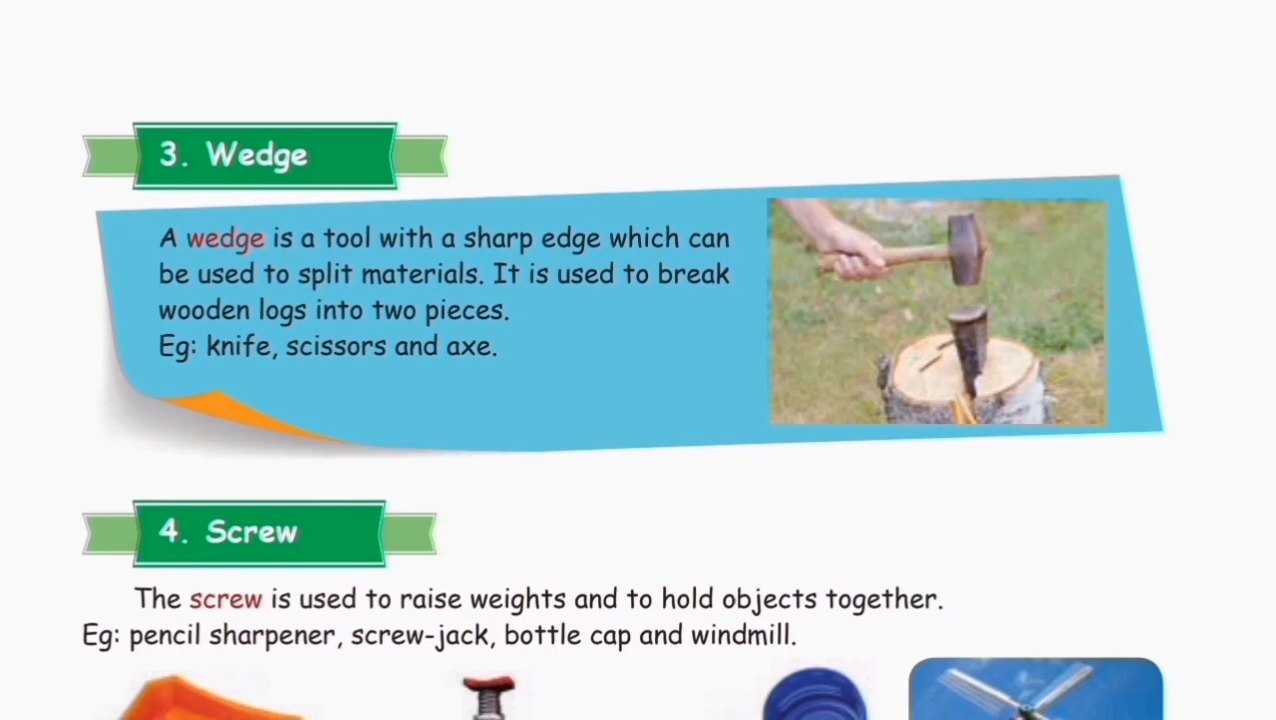 3. Wedge
A wedge is a tool with a sharp edge which can
be used to split materials. It is used to break
wooden logs into two pieces.
Eg: knife, scissors and axe.
4. Screw
The screw is used to raise weights and to hold objects together.
Eg: pencil sharpener, screw-jack, bottle cap and windmill.